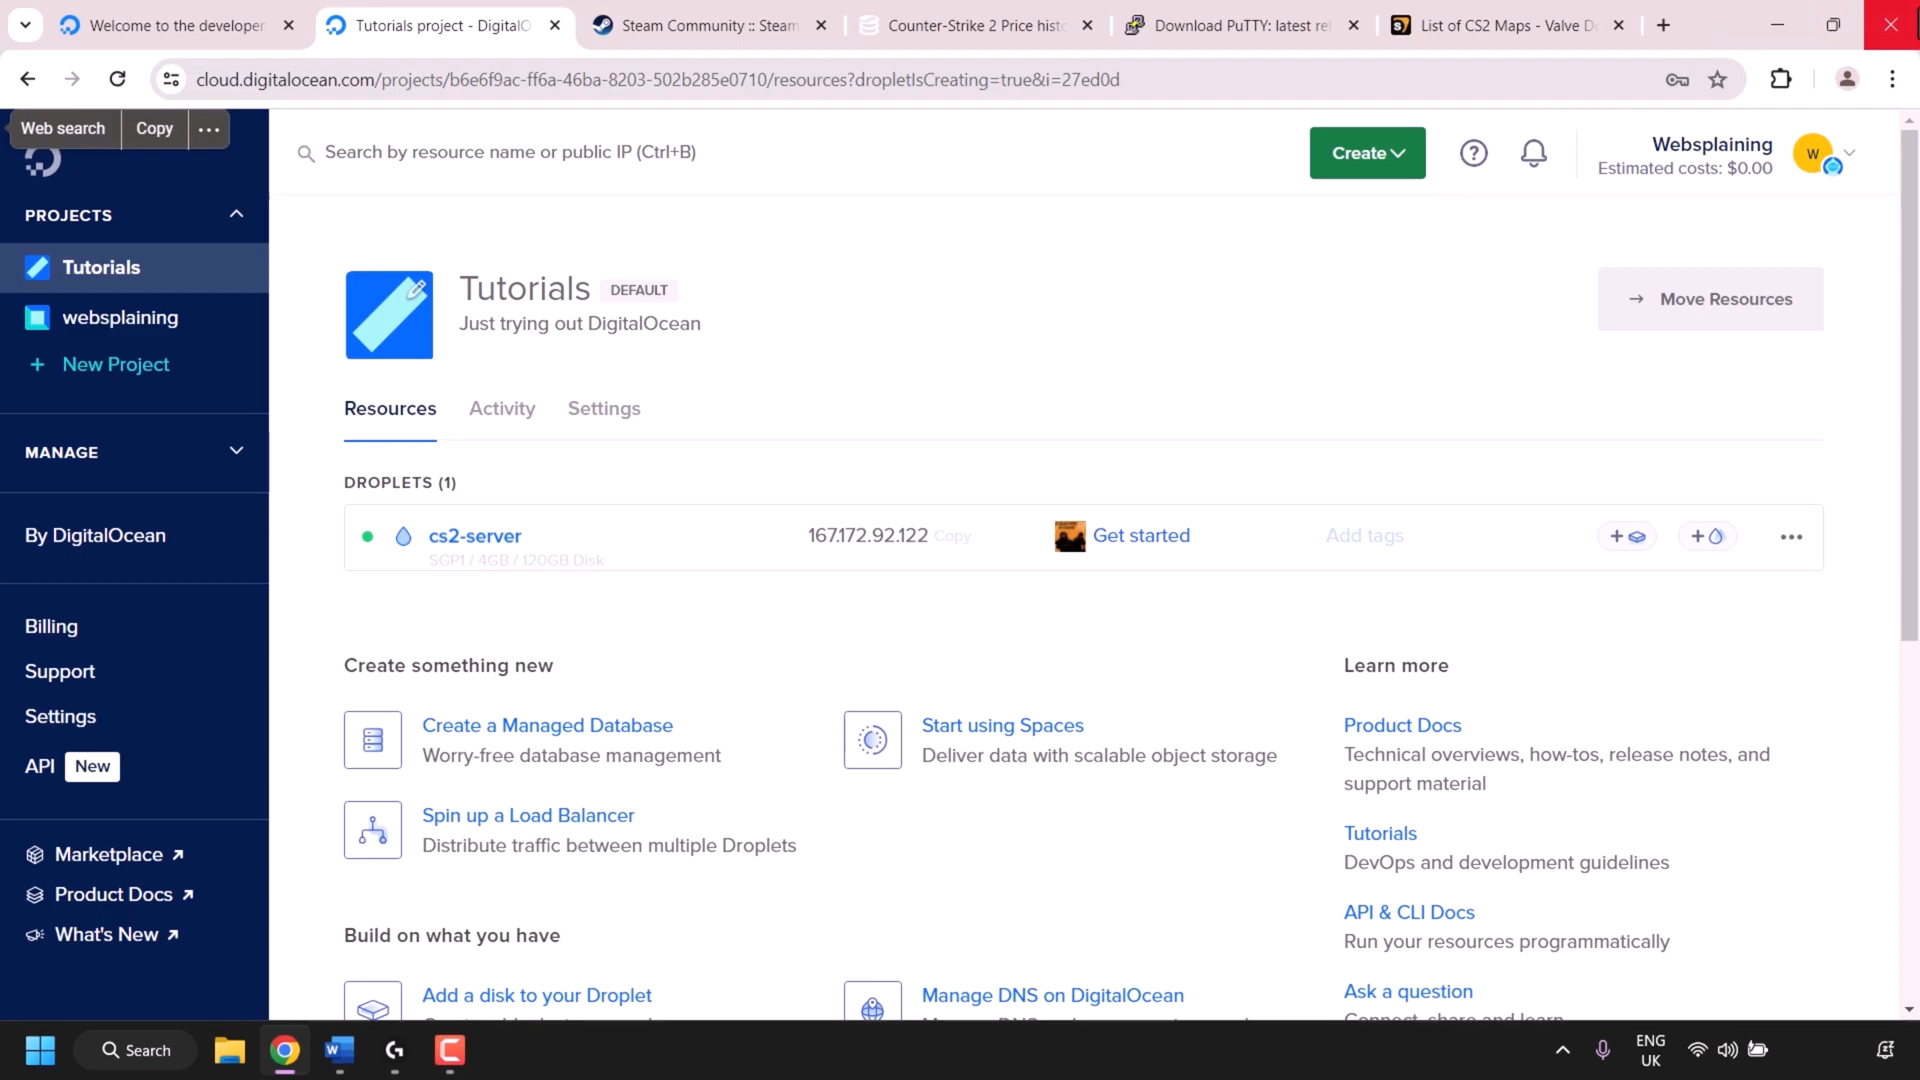 Welcome to the developer
Tutorials project - DigitalO
Steam Community :: Steam
Counter-Strike 2 Price histo
Download PuTTY: latest rel
List of CS2 Maps - Valve De
cloud.digitalocean.com/projects/b6e6f9ac-ff6a-46ba-8203-502b285e0710/resources?dropletIsCreating=true&i=27ed0d
Web search
Copy
Search by resource name or public IP (Ctrl+B)
Create
Websplaining
Estimated costs: $0.00
W
PROJECTS
Tutorials
websplaining
+ New Project
MANAGE
By DigitalOcean
Billing
Support
Settings
API New
Marketplace
Product Docs
What's New
Tutorials DEFAULT
Just trying out DigitalOcean
Move Resources
Resources
Activity
Settings
DROPLETS (1)
cs2-server
SGP1 / 4GB / 120GB Disk
167.172.92.122 Copy
Get started
Add tags
Create something new
Create a Managed Database
Worry-free database management
Start using Spaces
Deliver data with scalable object storage
Spin up a Load Balancer
Distribute traffic between multiple Droplets
Learn more
Product Docs
Technical overviews, how-tos, release notes, and
support material
Tutorials
DevOps and development guidelines
API & CLI Docs
Run your resources programmatically
Ask a question
Connect, share and learn
Build on what you have
Add a disk to your Droplet
Manage DNS on DigitalOcean
Search
ENG
UK